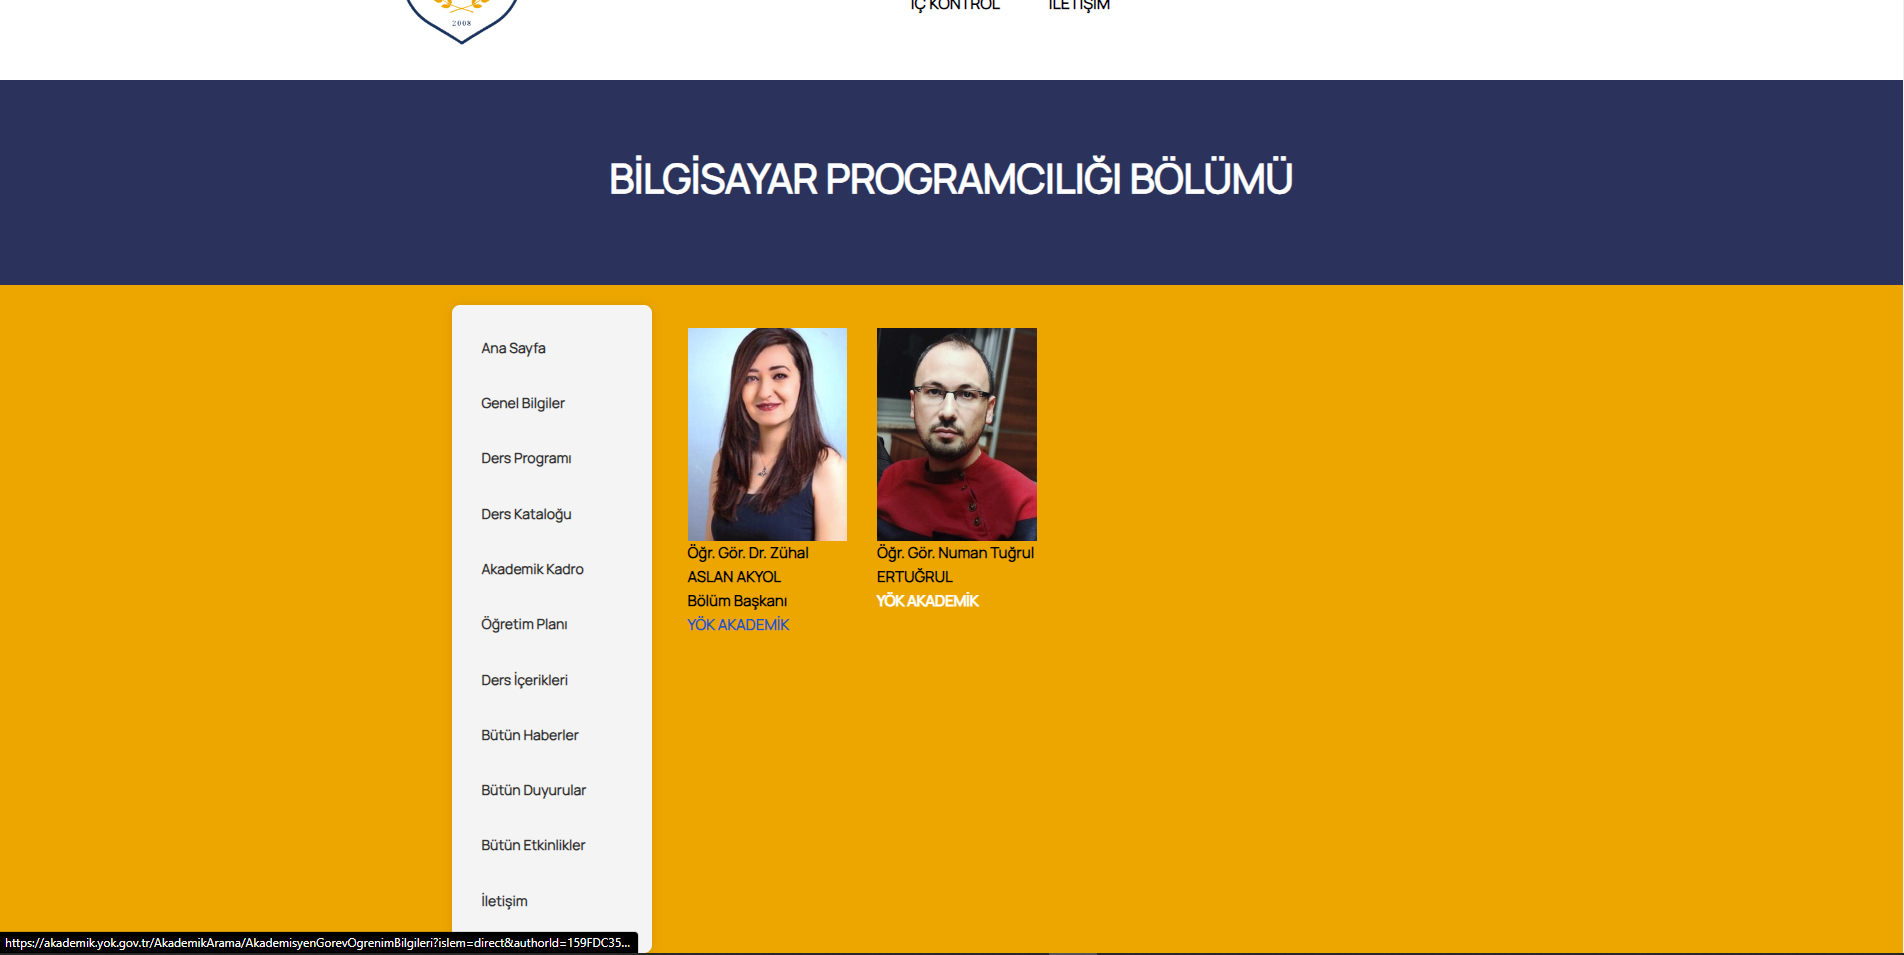 2008
İÇ KONTROL
İLETİŞİM
BİLGİSAYAR PROGRAMCILIĞI BÖLÜMÜ
Ana Sayfa
Genel Bilgiler
Ders Programı
Ders Kataloğu
Akademik Kadro
Öğretim Planı
Ders İçerikleri
Bütün Haberler
Bütün Duyurular
Bütün Etkinlikler
İletişim
Öğr. Gör. Dr. Zühal
ASLAN AKYOL
Bölüm Başkanı
YÖK AKADEMİK
Öğr. Gör. Numan Tuğrul
ERTUĞRUL
YÖK AKADEMİK
https://akademik.yok.gov.tr/AkademikArama/AkademisyenGorevOgrenimBilgileri?islem=direct&authorId=159FDC35...